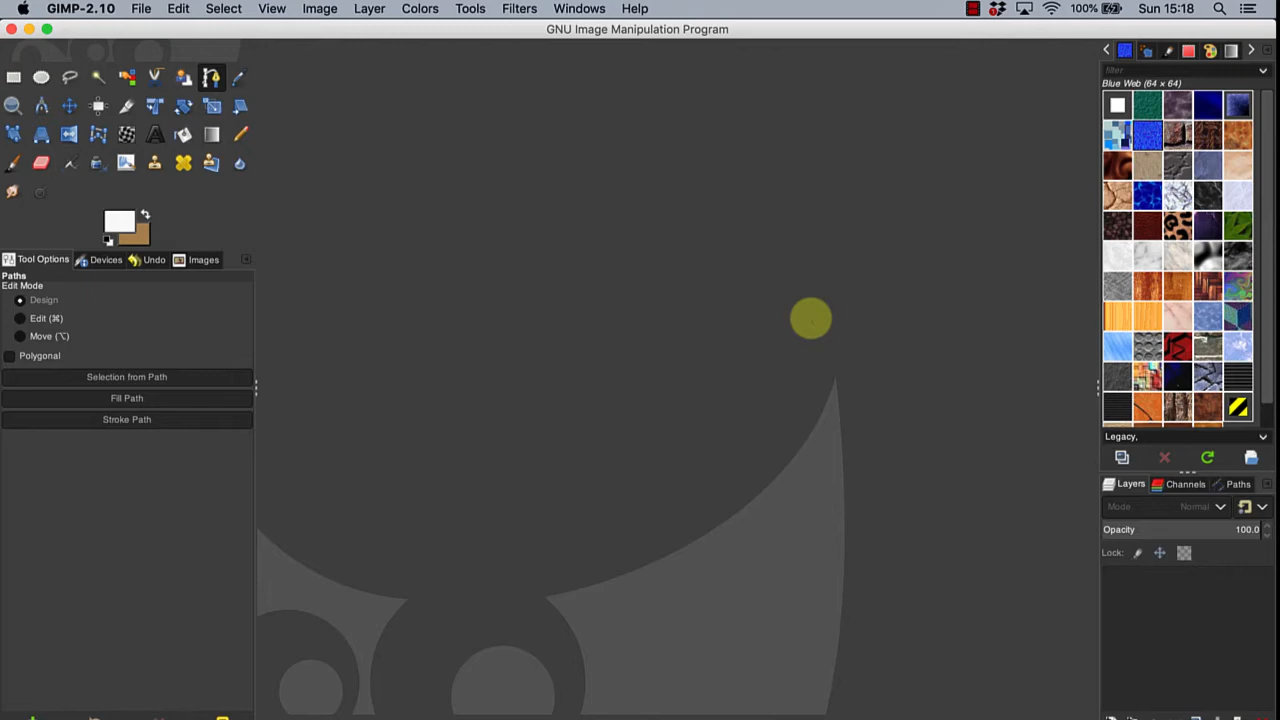 GIMP-2.10 File Edit Select View Image Layer Colors Tools Filters Windows Help 100% Sun 15:18
GNU Image Manipulation Program
filter
Blue Web (64 × 64)
Tool Options Devices Undo Images
Paths
Edit Mode
Design
Edit (⌘)
Move (⌥)
Polygonal
Selection from Path
Fill Path
Stroke Path
Legacy,
Layers Channels Paths
Mode Normal
Opacity 100.0
Lock: